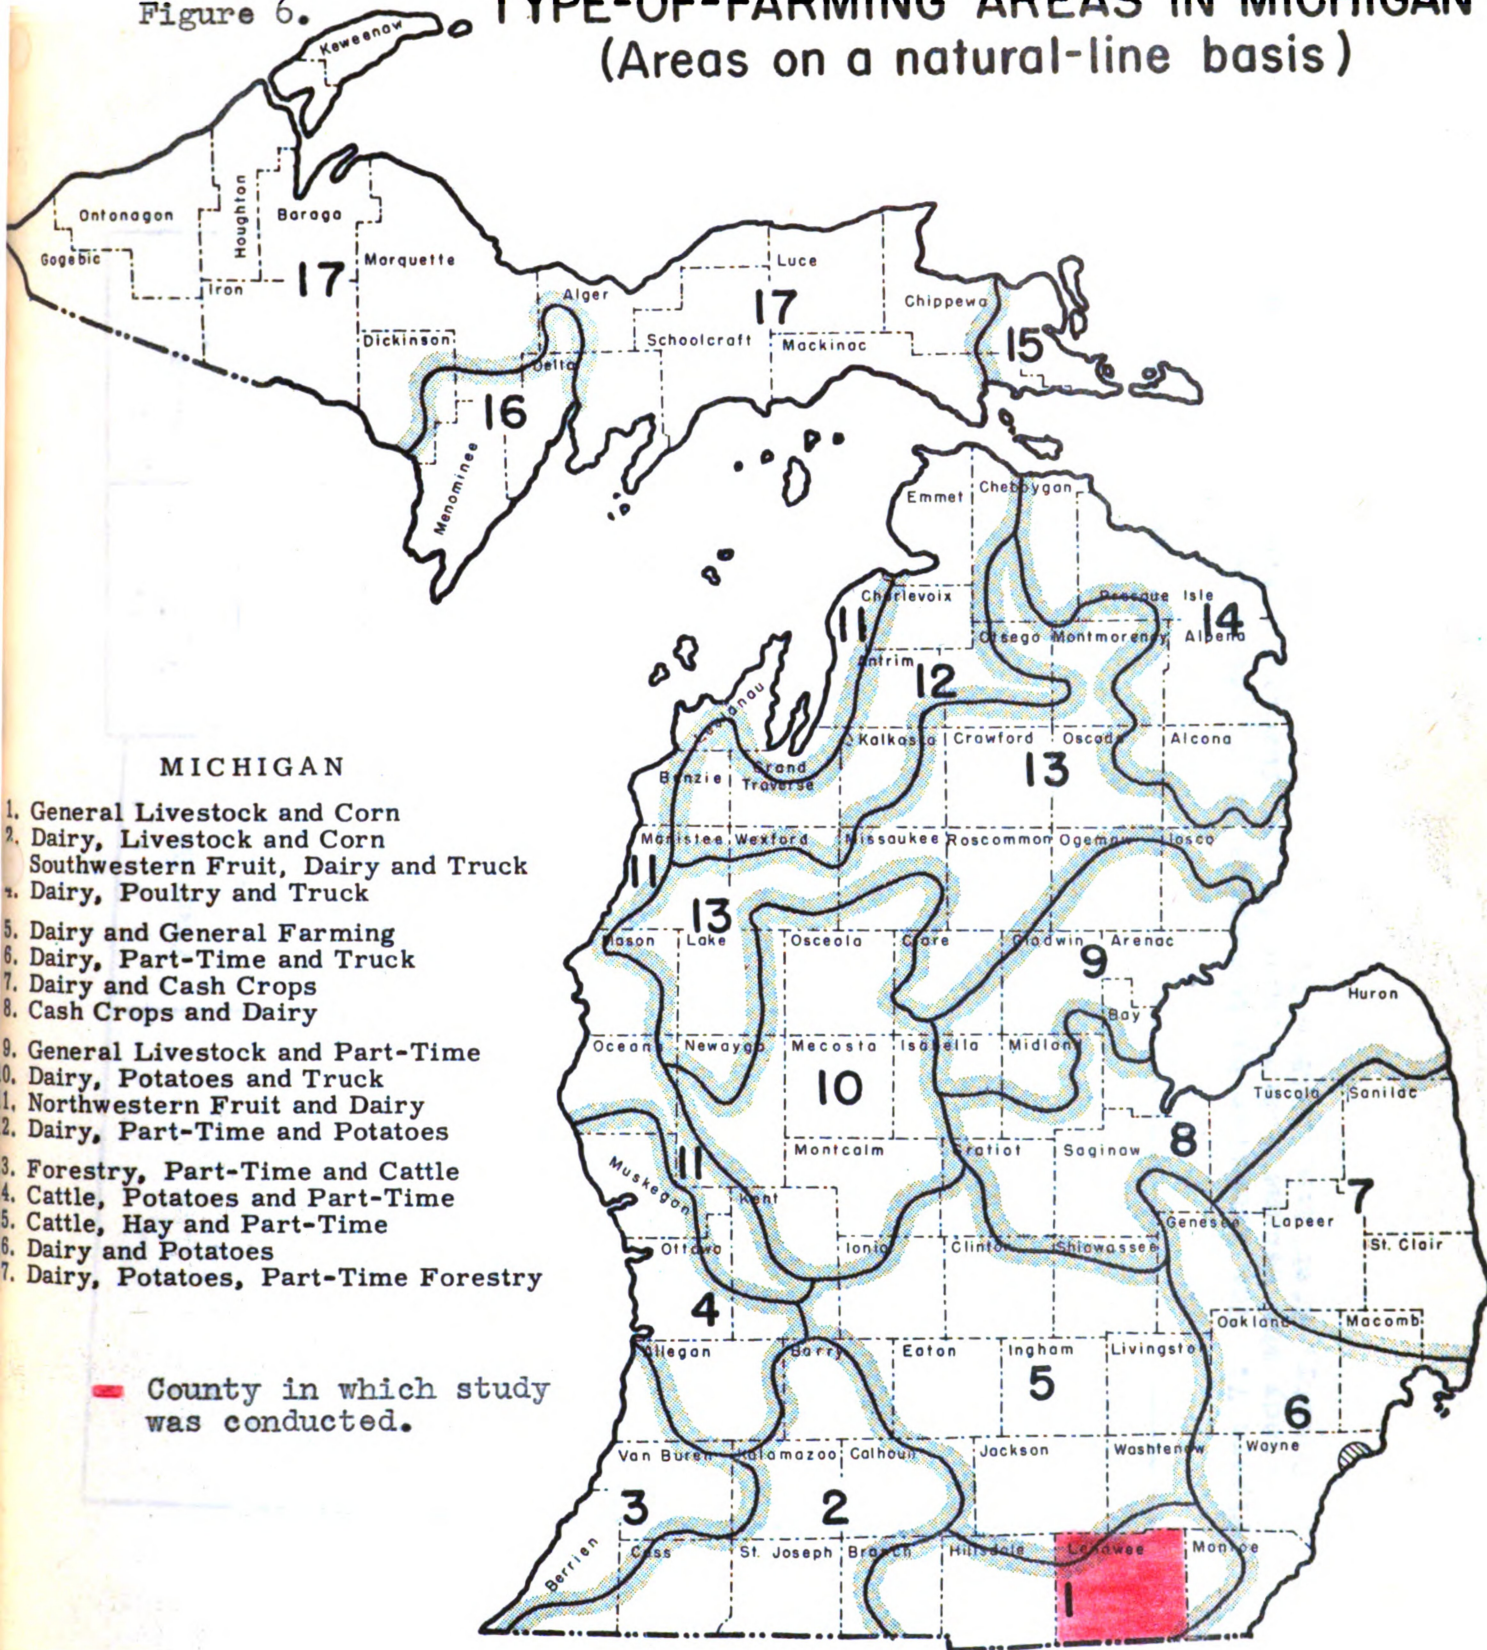 Figure 6.
TYPE-OF-FARMING AREAS IN MICHIGAN
(Areas on a natural-line basis)
Keweenaw
Ontonagon
Houghton
Baraga
Gogebic
Iron
17
Marquette
Dickinson
Alger
Delta
16
Menominee
Schoolcraft
17
Luce
Mackinac
Chippewa
15
Emmet
Cheboygan
Charlevoix
11
Presque Isle
14
Otsego
Montmorency
Alpena
Antrim
12
Leelanau
Kalkaska
Crawford
Oscoda
Alcona
13
Benzie
Grand
Traverse
Manistee
Wexford
Missaukee
Roscommon
Ogemaw
Iosco
11
13
Mason
Lake
Osceola
Clare
Gladwin
Arenac
9
Huron
Bay
Oceana
Newaygo
Mecosta
Isabella
Midland
10
Tuscola
Sanilac
8
Montcalm
Gratiot
Saginaw
Muskegon
11
Kent
7
Genesee
Lapeer
Ottawa
Ionia
Clinton
Shiawassee
St. Clair
4
Oakland
Macomb
Allegan
Barry
Eaton
Ingham
Livingston
5
6
Van Buren
Kalamazoo
Calhoun
Jackson
Washtenaw
Wayne
3
2
Berrien
Cass
St. Joseph
Branch
Hillsdale
Lenawee
Monroe
1
MICHIGAN
1. General Livestock and Corn
2. Dairy, Livestock and Corn
Southwestern Fruit, Dairy and Truck
4. Dairy, Poultry and Truck
5. Dairy and General Farming
6. Dairy, Part-Time and Truck
7. Dairy and Cash Crops
8. Cash Crops and Dairy
9. General Livestock and Part-Time
0. Dairy, Potatoes and Truck
1. Northwestern Fruit and Dairy
2. Dairy, Part-Time and Potatoes
3. Forestry, Part-Time and Cattle
4. Cattle, Potatoes and Part-Time
5. Cattle, Hay and Part-Time
6. Dairy and Potatoes
7. Dairy, Potatoes, Part-Time Forestry
County in which study
was conducted.